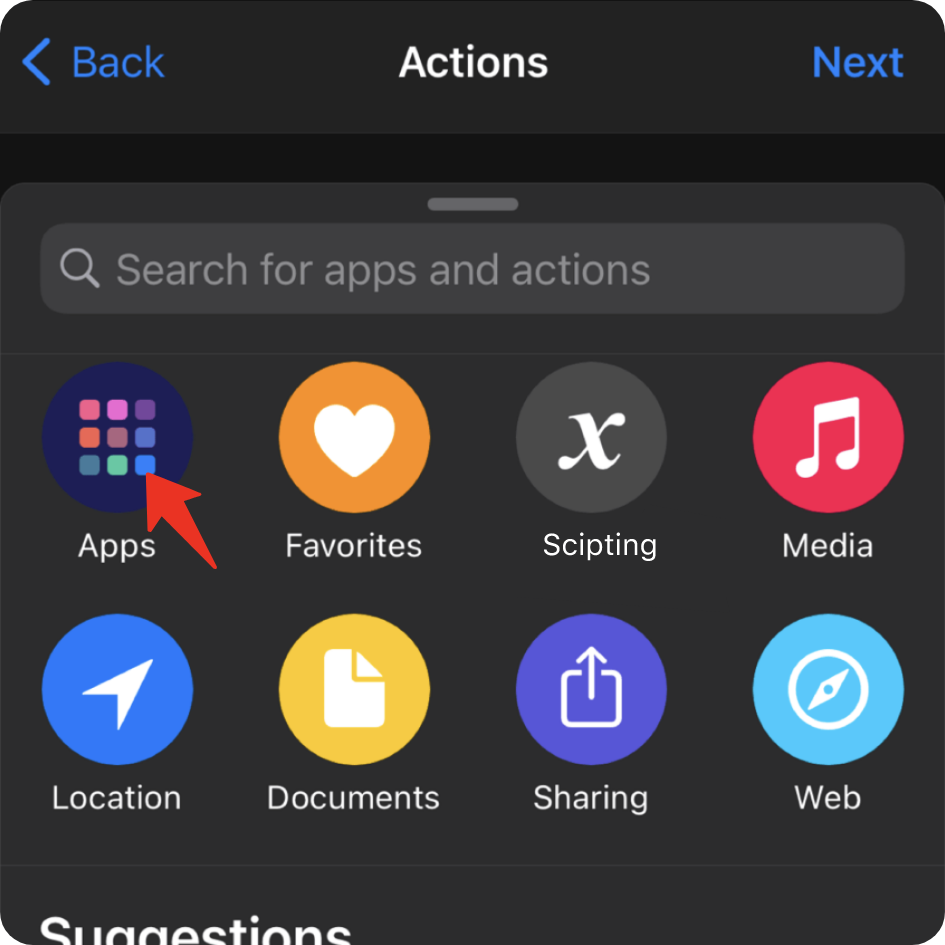 Back Actions Next
Search for apps and actions
Apps Favorites Scipting Media
Location Documents Sharing Web
Suggestions